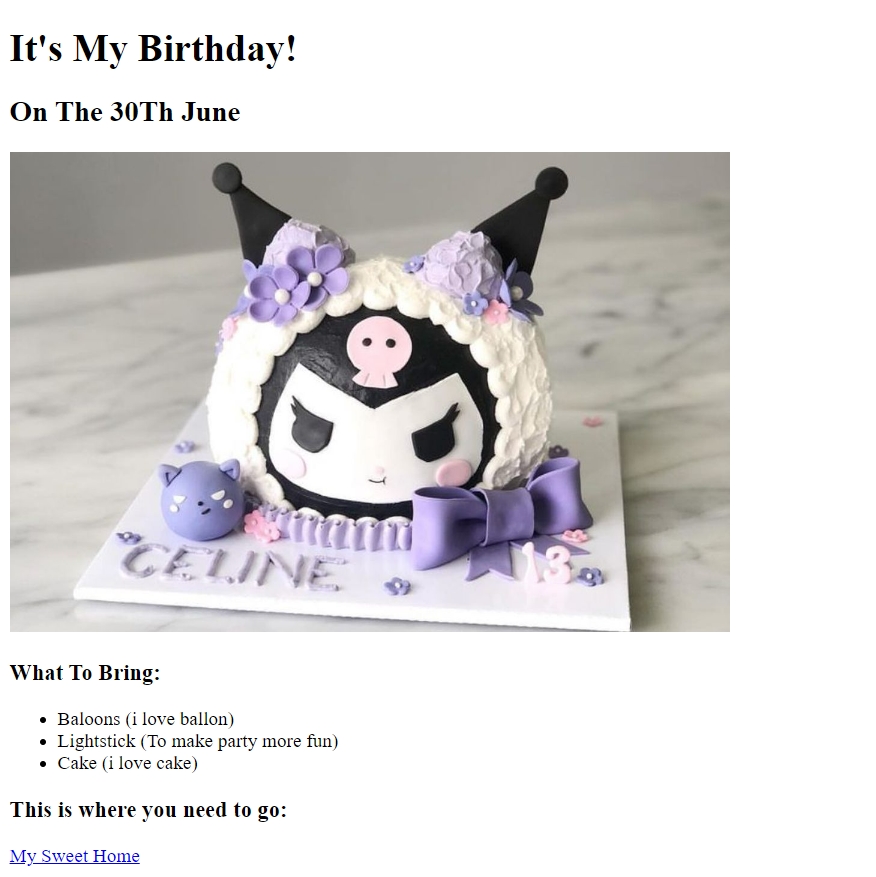 It's My Birthday!
On The 30Th June
CELINE
13
What To Bring:
Baloons (i love ballon)
Lightstick (To make party more fun)
Cake (i love cake)
This is where you need to go:
My Sweet Home